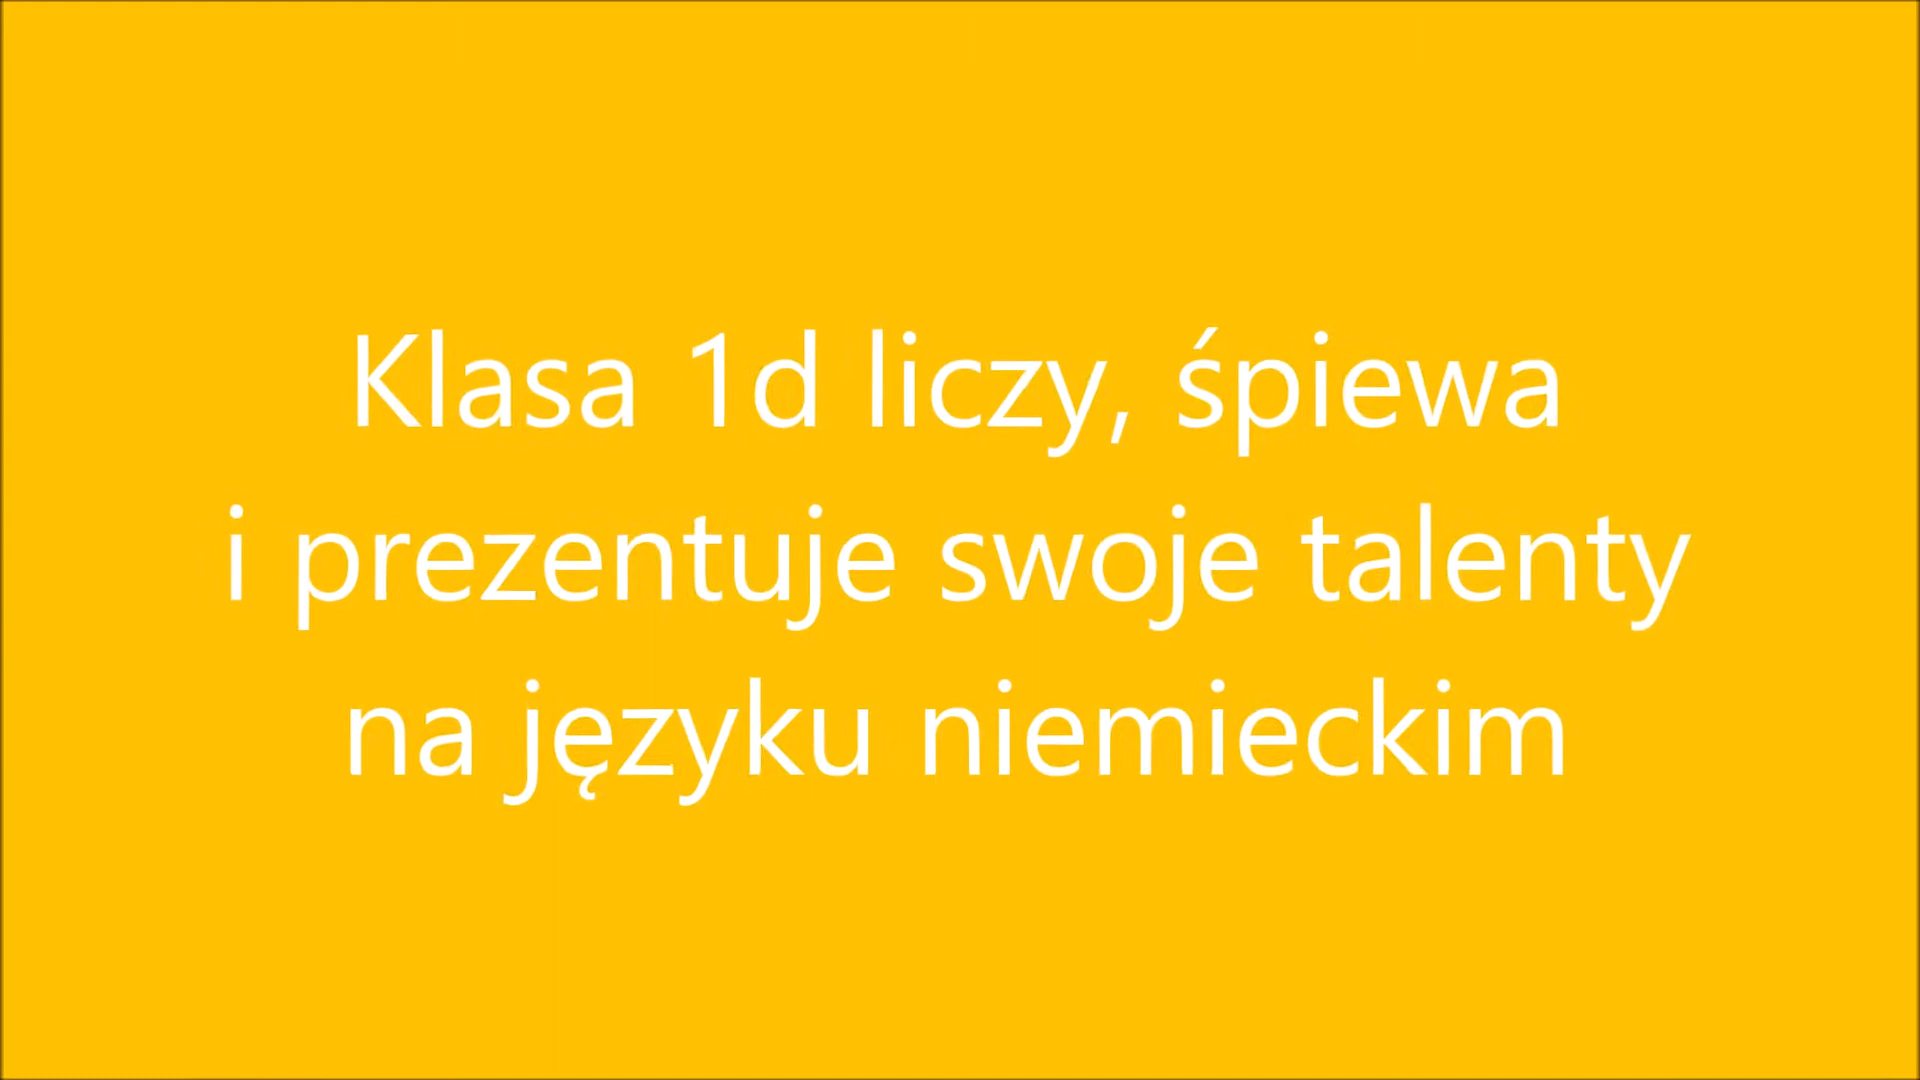 Klasa 1d liczy, śpiewa
i prezentuje swoje talenty
na języku niemieckim